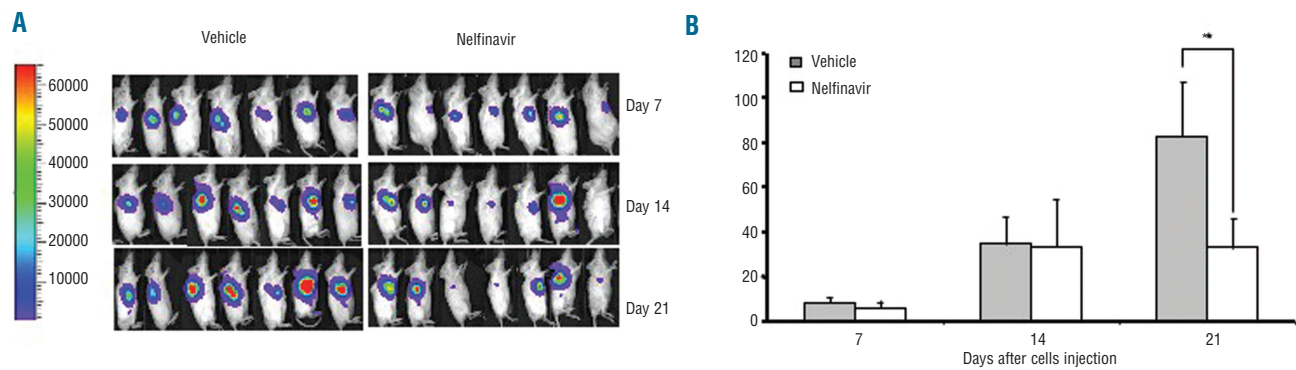 A
Vehicle
Nelfinavir
60000
50000
40000
30000
20000
10000
Day 7
Day 14
Day 21
B
120
100
80
60
40
20
0
Vehicle
Nelfinavir
**
7
14
21
Days after cells injection